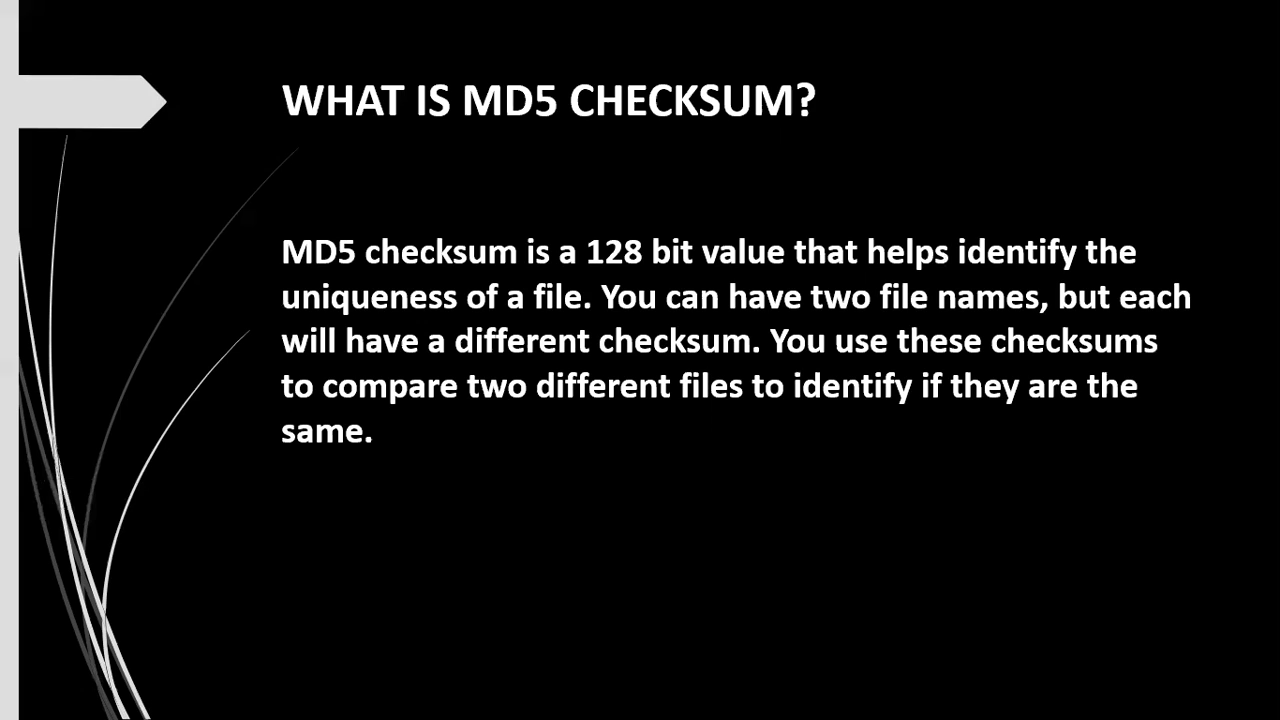 WHAT IS MD5 CHECKSUM?
MD5 checksum is a 128 bit value that helps identify the
uniqueness of a file. You can have two file names, but each
will have a different checksum. You use these checksums
to compare two different files to identify if they are the
same.